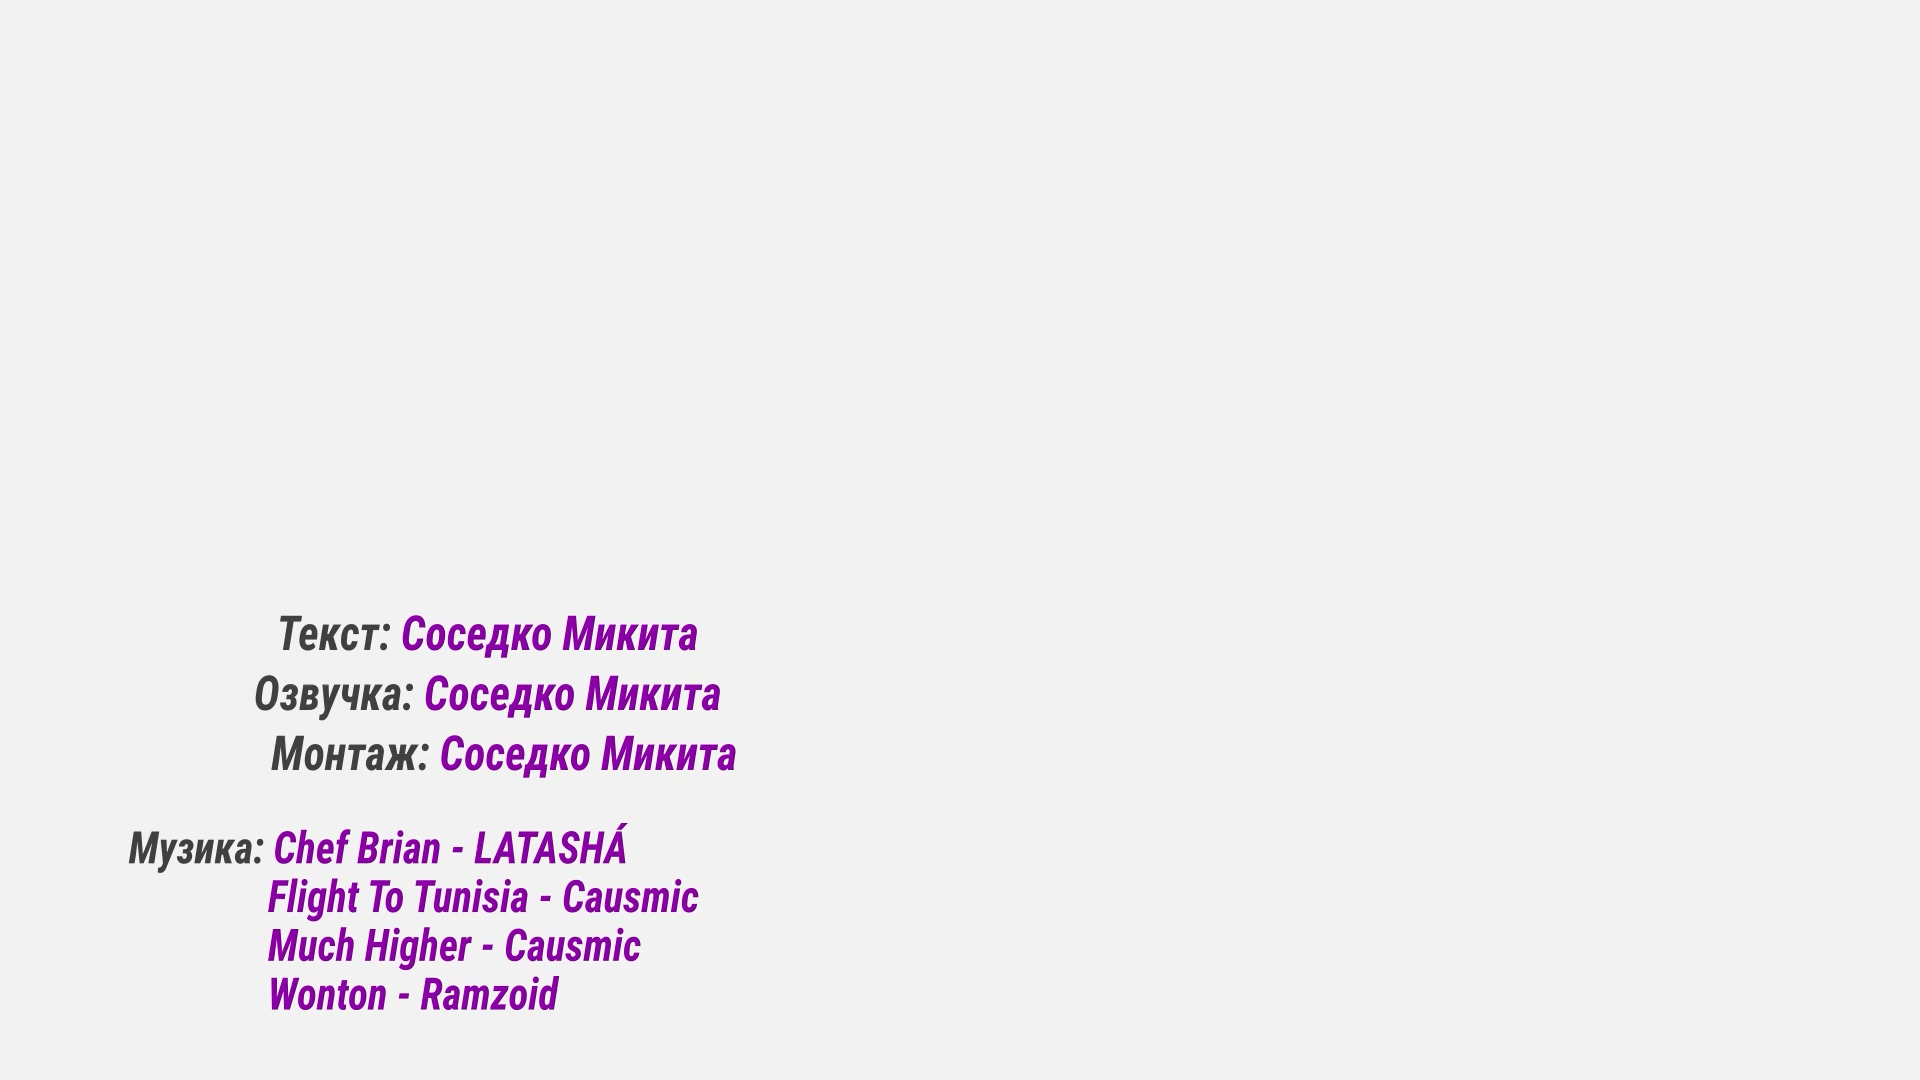 Текст: Соседко Микита
Озвучка: Соседко Микита
Монтаж: Соседко Микита
Музика: Chef Brian - LATASHÁ
Flight To Tunisia - Causmic
Much Higher - Causmic
Wonton - Ramzoid